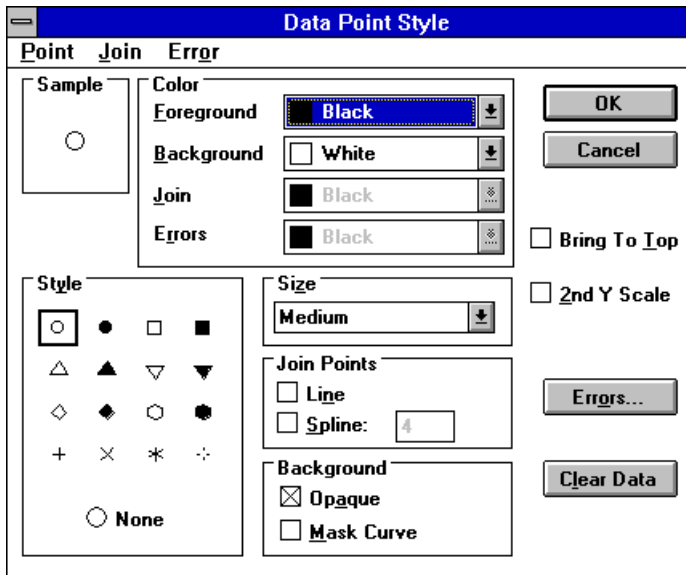 Data Point Style
Point Join Error
Sample
Color
Foreground Black
Background White
Join Black
Errors Black
OK
Cancel
Bring To Top
2nd Y Scale
Style
None
Size
Medium
Join Points
Line
Spline: 4
Background
Opaque
Mask Curve
Errors...
Clear Data